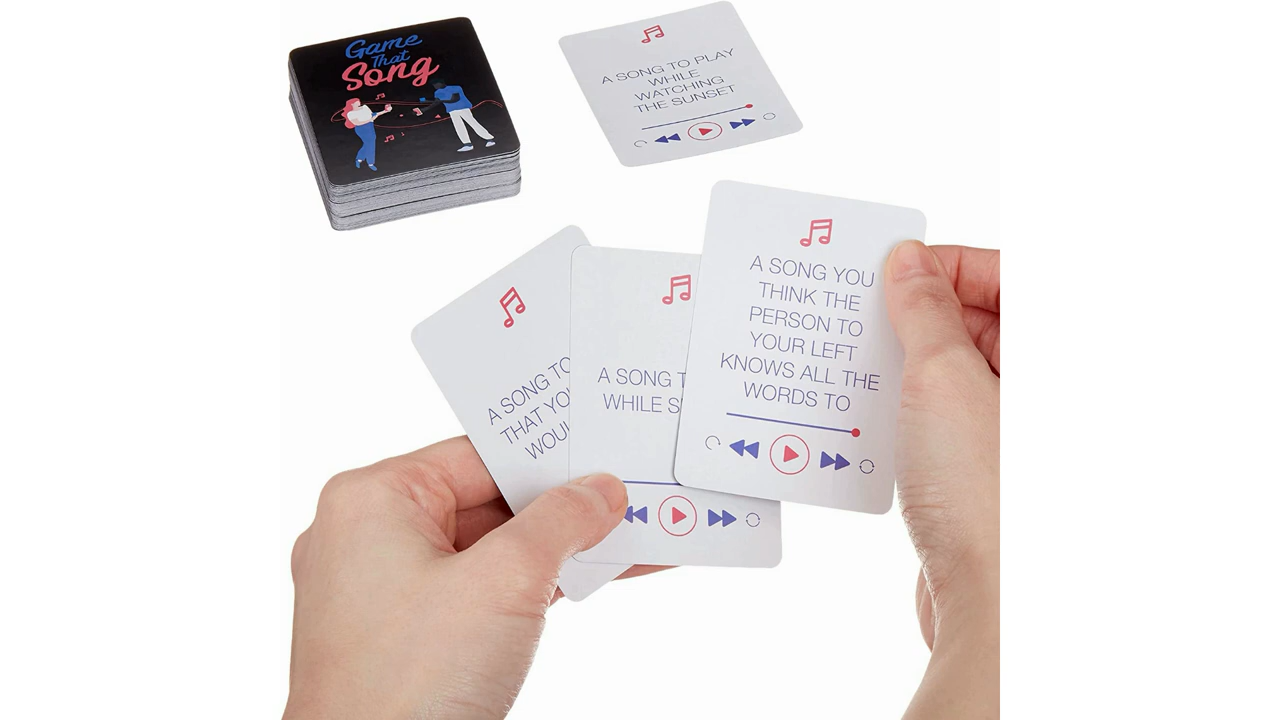 Game
That
Song
A SONG TO PLAY
WHILE
WATCHING
THE SUNSET
A SONG TO
THAT YO
WOUL
A SONG T
WHILE S
A SONG YOU
THINK THE
PERSON TO
YOUR LEFT
KNOWS ALL THE
WORDS TO